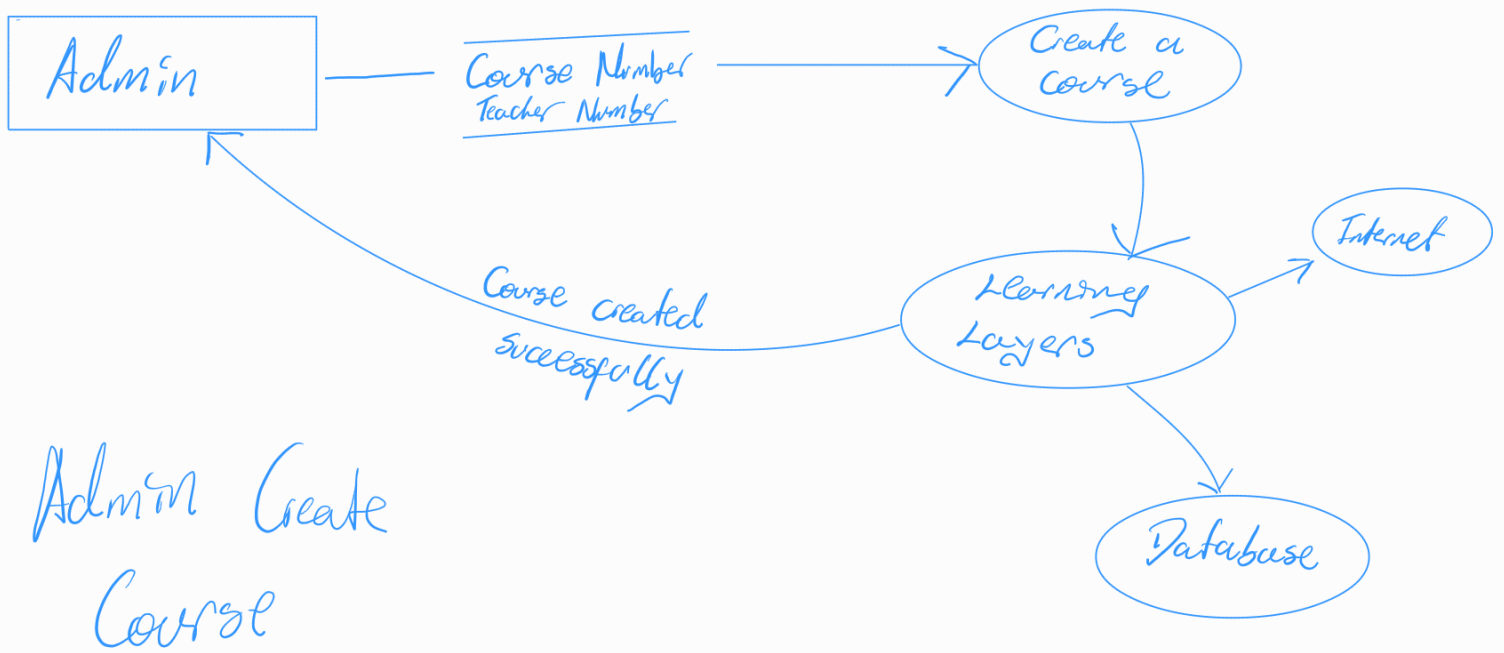 Admin
Course Number
Teacher Number
Create a
course
Internet
Learning
Layers
Course created
successfully
Database
Admin Create
Course